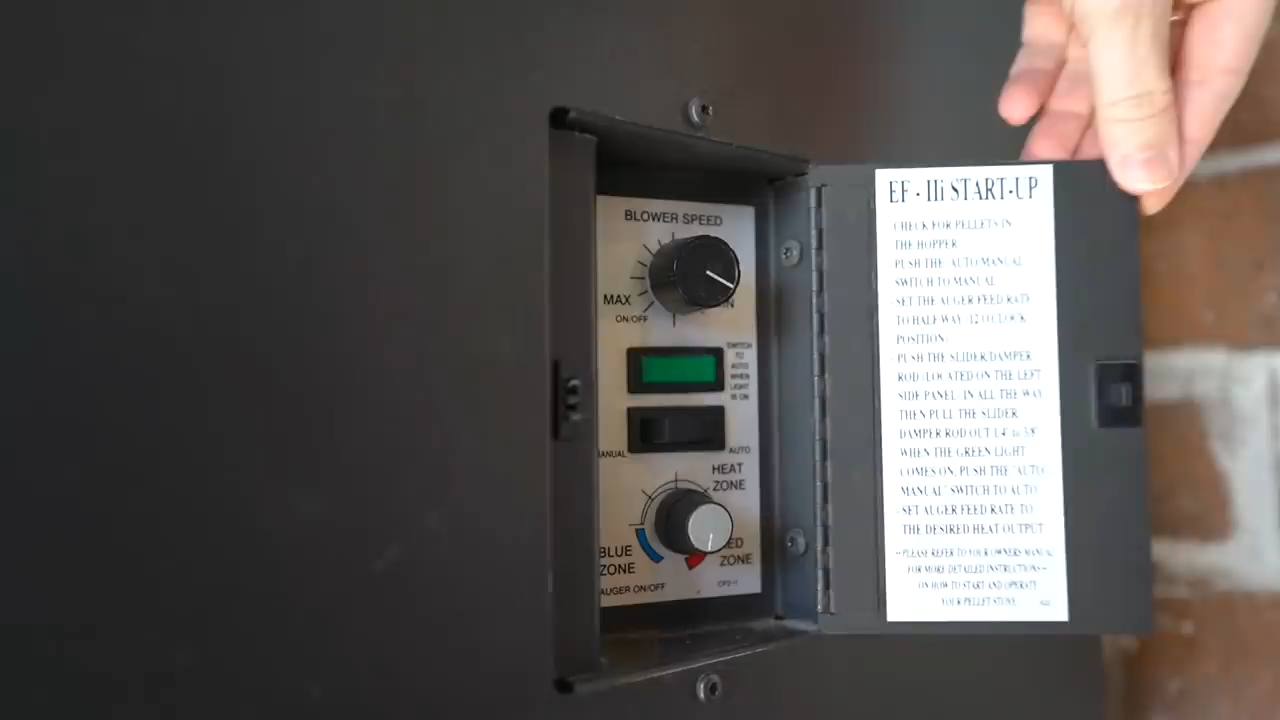 BLOWER SPEED
MAX
IN
ON/OFF
SWITCH
TO
AUTO
WHEN
LIGHT
IS ON
ANUAL
AUTO
HEAT
ZONE
BLUE
ZONE
ED
ZONE
AUGER ON/OFF
EF - IIi START-UP
CHECK FOR PELLETS IN
THE HOPPER
PUSH THE "AUTO/MANUAL
SWITCH TO MANUAL
- SET THE AUGER FEED RATE
TO HALF WAY (12 O'CLOCK
POSITION)
- PUSH THE SLIDER/DAMPER
ROD (LOCATED ON THE LEFT
SIDE PANEL) IN ALL THE WAY
THEN PULL THE SLIDER
DAMPER ROD OUT 1/4" to 3/8"
WHEN THE GREEN LIGHT
COMES ON, PUSH THE "AUTO
MANUAL" SWITCH TO AUTO
- SET AUGER FEED RATE TO
THE DESIRED HEAT OUTPUT
** PLEASE REFER TO YOUR OWNERS MANUAL
FOR MORE DETAILED INSTRUCTIONS **
ON HOW TO START AND OPERATE
YOUR PELLET STOVE